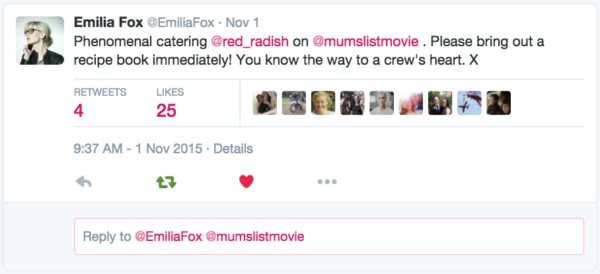 Emilia Fox @EmiliaFox · Nov 1
Phenomenal catering @red_radish on @mumslistmovie . Please bring out a
recipe book immediately! You know the way to a crew's heart. X
RETWEETS LIKES
4 25
9:37 AM - 1 Nov 2015 · Details
Reply to @EmiliaFox @mumslistmovie